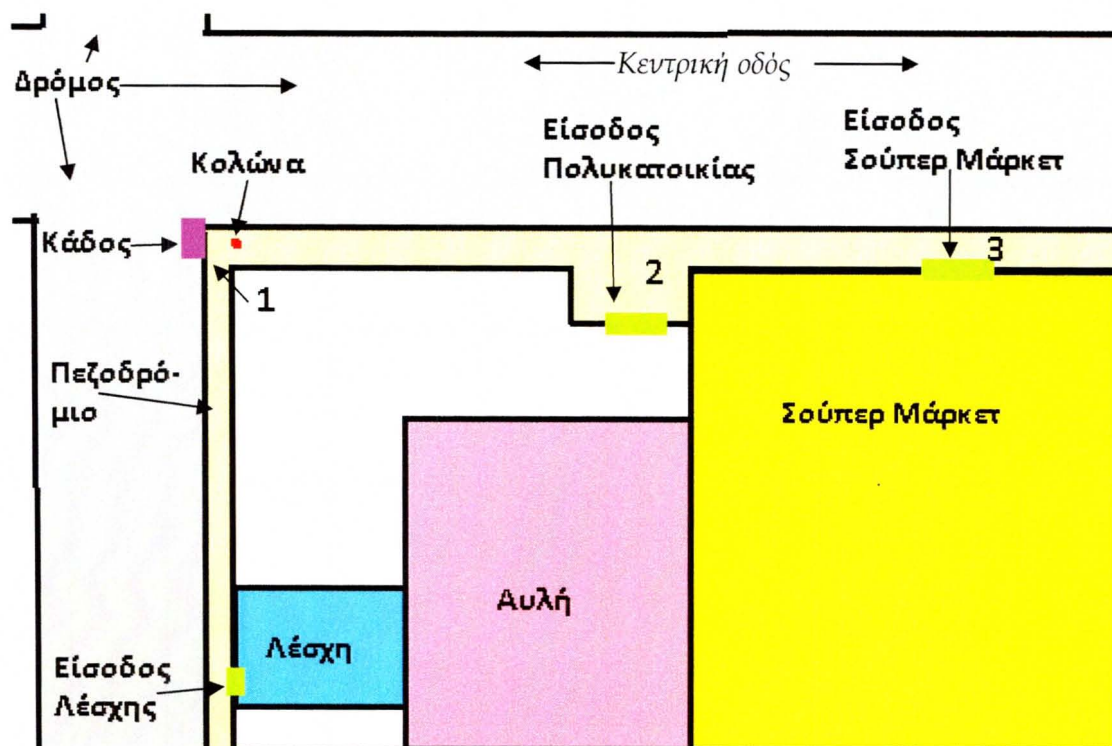 Κεντρική οδός
Δρόμος
Είσοδος
Πολυκατοικίας
Είσοδος
Σούπερ Μάρκετ
Κολώνα
Κάδος
1
2
3
Πεζοδρό-
μιο
Σούπερ Μάρκετ
Αυλή
Λέσχη
Είσοδος
Λέσχης